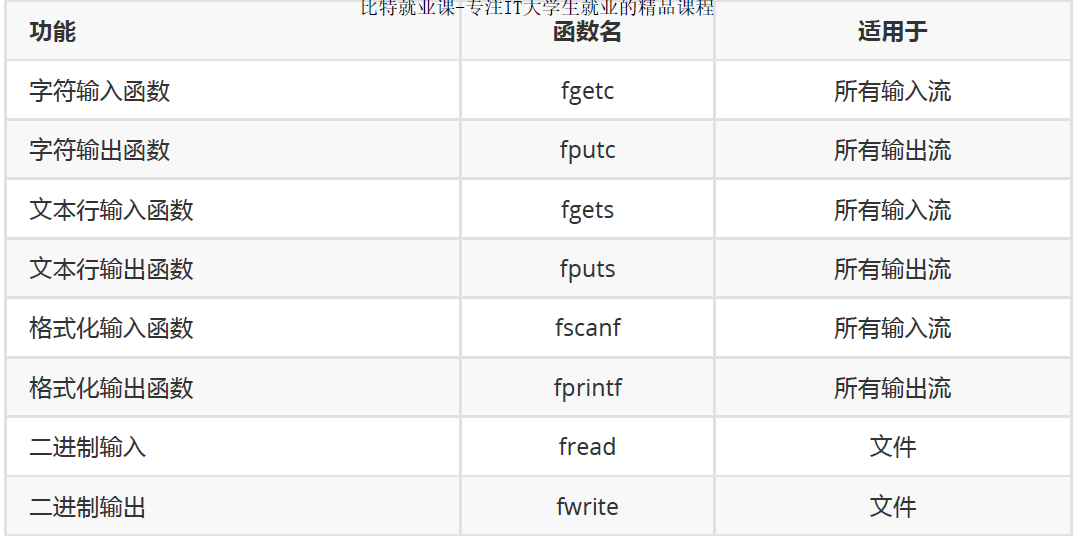 比特就业课-专注IT大学生就业的精品课程
功能 函数名 适用于
字符输入函数 fgetc 所有输入流
字符输出函数 fputc 所有输出流
文本行输入函数 fgets 所有输入流
文本行输出函数 fputs 所有输出流
格式化输入函数 fscanf 所有输入流
格式化输出函数 fprintf 所有输出流
二进制输入 fread 文件
二进制输出 fwrite 文件